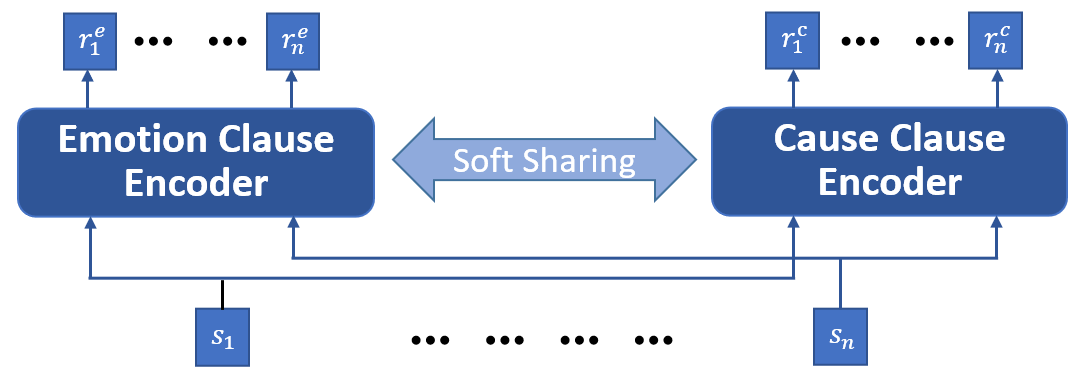 r₁ᵉ ••• ••• rₙᵉ
r₁ᶜ ••• ••• rₙᶜ
Emotion Clause
Encoder
Soft Sharing
Cause Clause
Encoder
s₁ ••• ••• ••• ••• sₙ